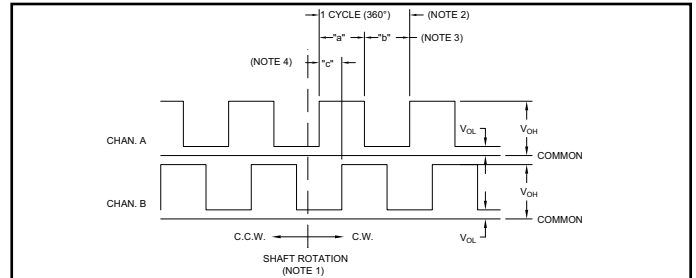 1 CYCLE (360°) (NOTE 2)
"a" "b" (NOTE 3)
(NOTE 4) "c"
CHAN. A VOL VOH
COMMON
CHAN. B VOH
COMMON
VOL
C.C.W. C.W.
SHAFT ROTATION
(NOTE 1)